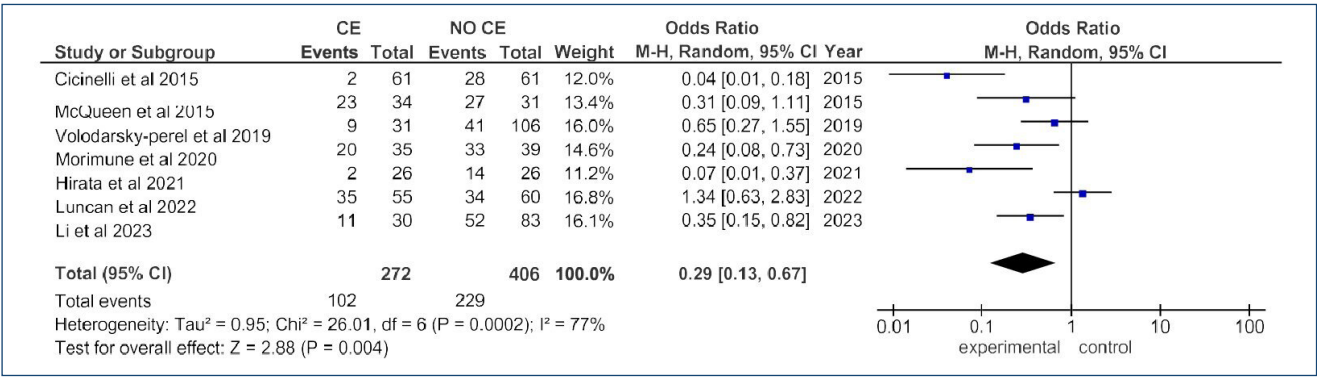 CE NO CE Odds Ratio Odds Ratio
Study or Subgroup Events Total Events Total Weight M-H, Random, 95% CI Year M-H, Random, 95% CI
Cicinelli et al 2015 2 61 28 61 12.0% 0.04 [0.01, 0.18] 2015
McQueen et al 2015 23 34 27 31 13.4% 0.31 [0.09, 1.11] 2015
Volodarsky-perel et al 2019 9 31 41 106 16.0% 0.65 [0.27, 1.55] 2019
Morimune et al 2020 20 35 33 39 14.6% 0.24 [0.08, 0.73] 2020
Hirata et al 2021 2 26 14 26 11.2% 0.07 [0.01, 0.37] 2021
Luncan et al 2022 35 55 34 60 16.8% 1.34 [0.63, 2.83] 2022
Li et al 2023 11 30 52 83 16.1% 0.35 [0.15, 0.82] 2023
Total (95% CI) 272 406 100.0% 0.29 [0.13, 0.67]
Total events 102 229
Heterogeneity: Tau² = 0.95; Chi² = 26.01, df = 6 (P = 0.0002); I² = 77%
Test for overall effect: Z = 2.88 (P = 0.004)
0.01 0.1 1 10 100
experimental control